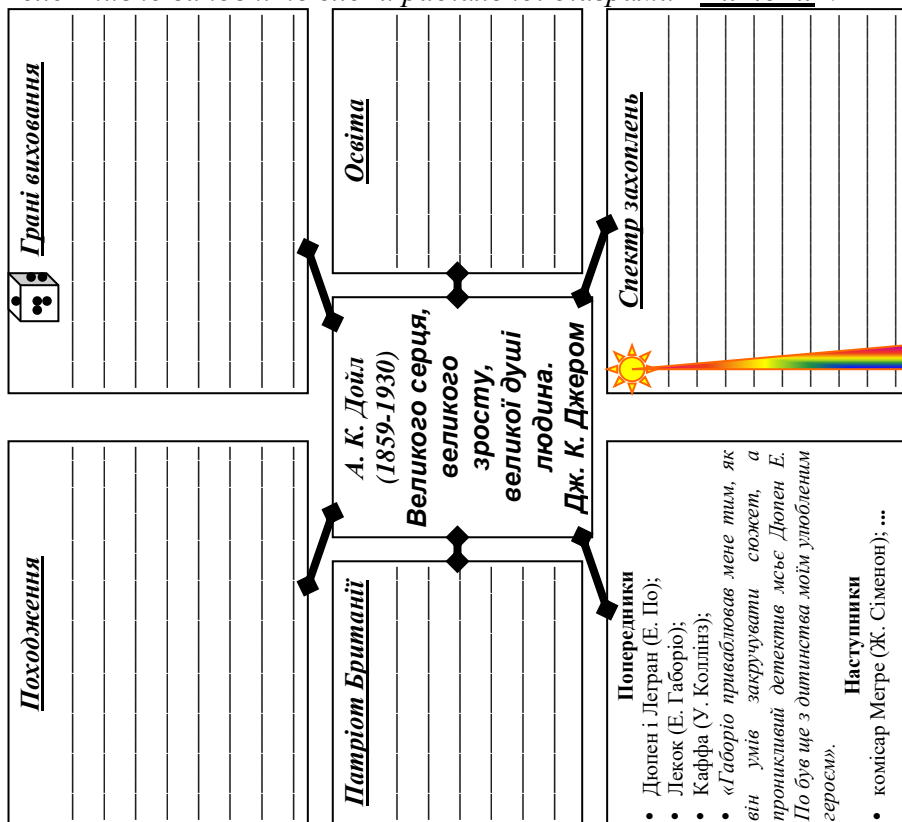 Походження
Грані виховання
Патріот Британії
А. К. Дойл
(1859-1930)
Великого серця,
великого
зросту,
великої душі
людина.
Дж. К. Джером
Освіта
Попередники
• Дюпен і Легран (Е. По);
• Лекок (Е. Габоріо);
• Каффа (У. Коллінз);
• «Габоріо приваблював мене тим, як
він умів закручувати сюжет, а
проникливий детектив мсьє Дюпен Е.
По був ще з дитинства моїм улюбленим
героєм».
Наступники
• комісар Мегре (Ж. Сіменон); ...
Спектр захоплень